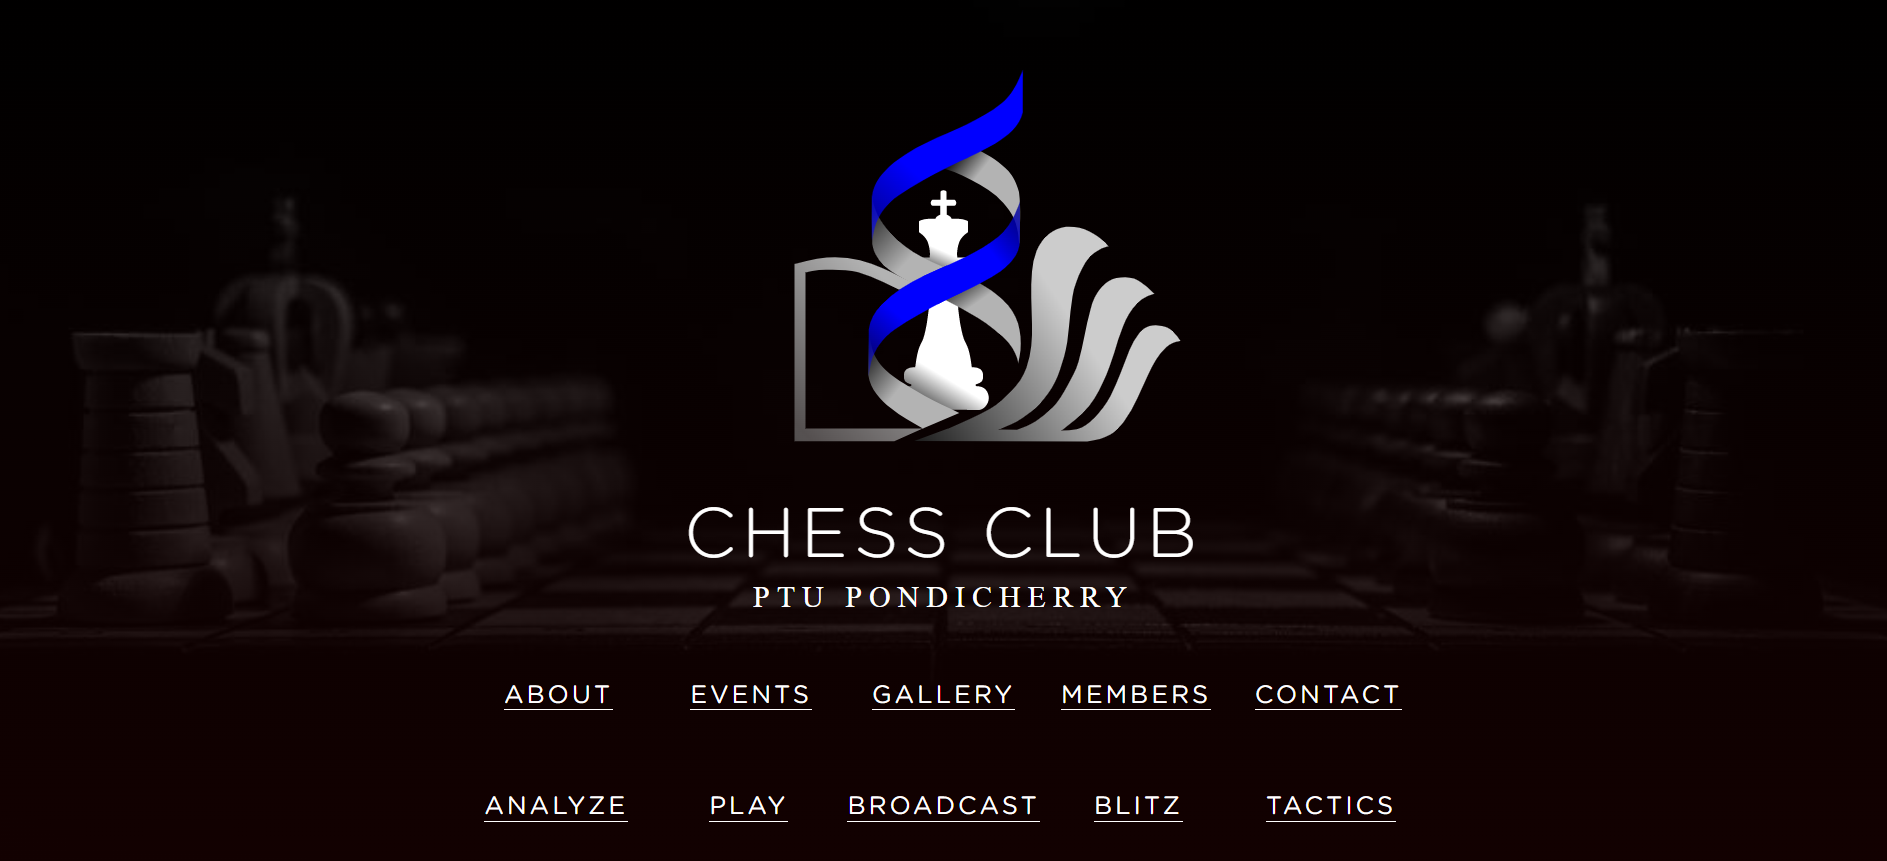 CHESS CLUB
PTU PONDICHERRY
ABOUT EVENTS GALLERY MEMBERS CONTACT
ANALYZE PLAY BROADCAST BLITZ TACTICS